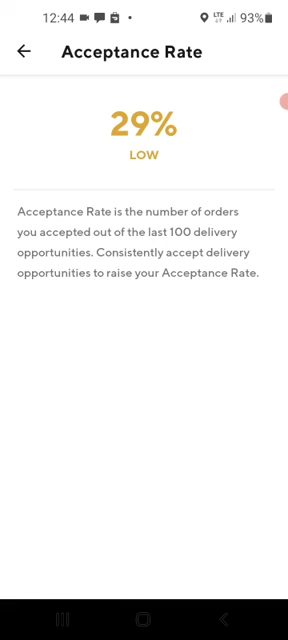 12:44 93%
Acceptance Rate
29%
LOW
Acceptance Rate is the number of orders
you accepted out of the last 100 delivery
opportunities. Consistently accept delivery
opportunities to raise your Acceptance Rate.